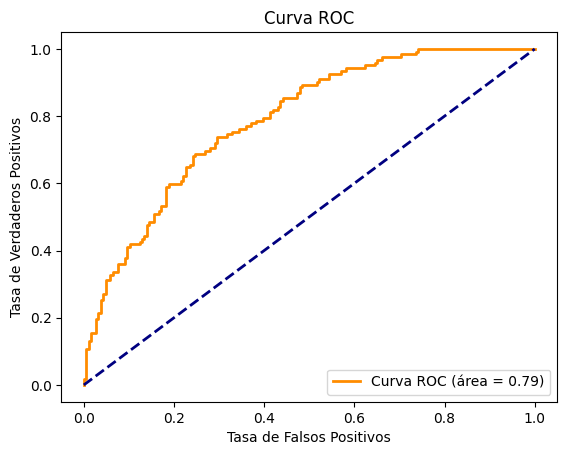 Curva ROC
1.0
0.8
0.6
0.4
0.2
0.0
Tasa de Verdaderos Positivos
Curva ROC (área = 0.79)
0.0 0.2 0.4 0.6 0.8 1.0
Tasa de Falsos Positivos